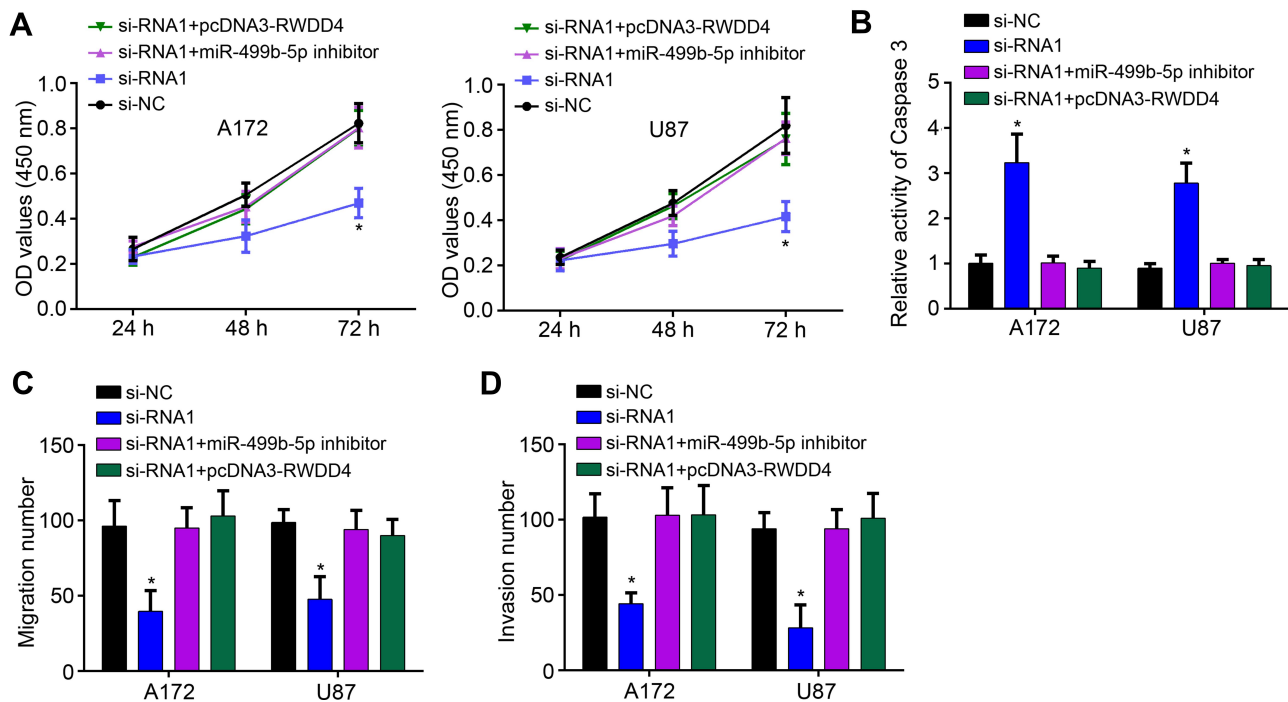 A
si-RNA1+pcDNA3-RWDD4
si-RNA1+miR-499b-5p inhibitor
si-RNA1
si-NC
OD values (450 nm)
1.0
0.8
0.6
0.4
0.2
0.0
A172
24 h 48 h 72 h
*
si-RNA1+pcDNA3-RWDD4
si-RNA1+miR-499b-5p inhibitor
si-RNA1
si-NC
OD values (450 nm)
1.0
0.8
0.6
0.4
0.2
0.0
U87
24 h 48 h 72 h
*
B
si-NC
si-RNA1
si-RNA1+miR-499b-5p inhibitor
si-RNA1+pcDNA3-RWDD4
Relative activity of Caspase 3
5
4
3
2
1
0
* *
A172 U87
C
si-NC
si-RNA1
si-RNA1+miR-499b-5p inhibitor
si-RNA1+pcDNA3-RWDD4
Migration number
150
100
50
0
* *
A172 U87
D
si-NC
si-RNA1
si-RNA1+miR-499b-5p inhibitor
si-RNA1+pcDNA3-RWDD4
Invasion number
150
100
50
0
* *
A172 U87